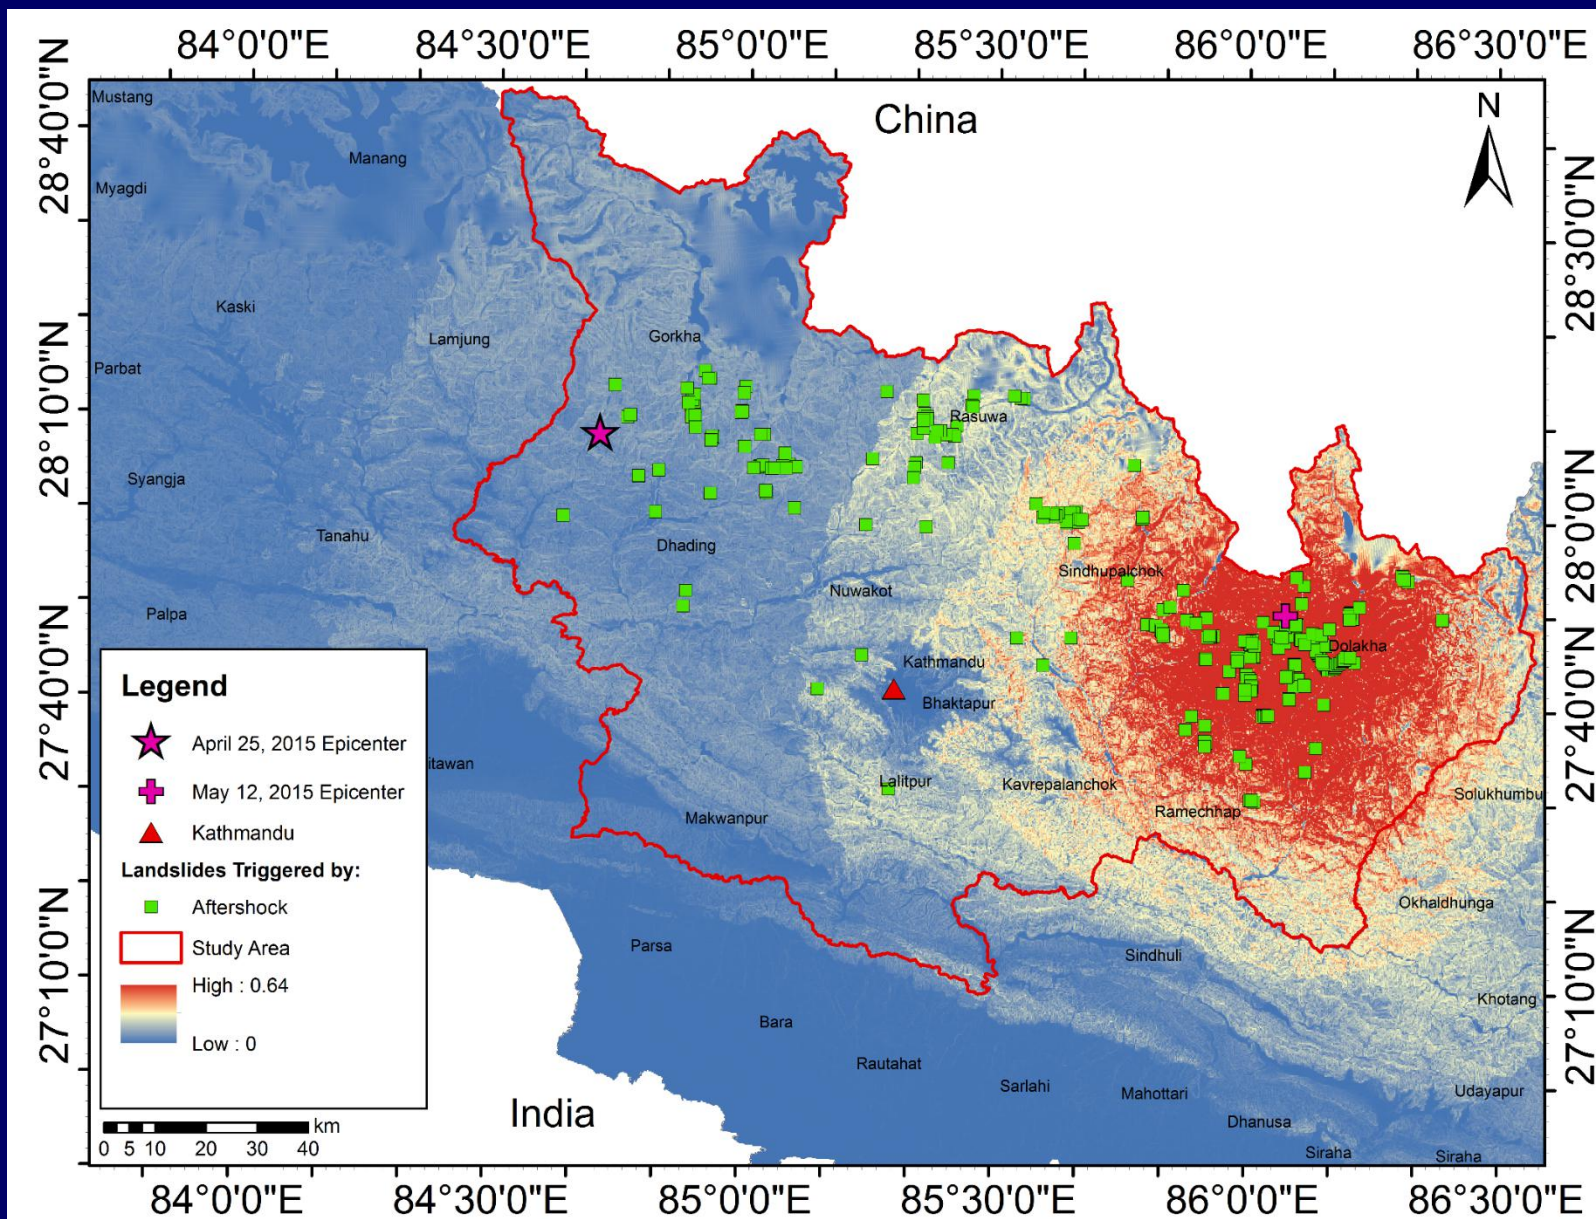 84°0'0"E
84°30'0"E
85°0'0"E
85°30'0"E
86°0'0"E
86°30'0"E
28°40'0"N
28°10'0"N
28°0'0"N
27°40'0"N
27°10'0"N
28°30'0"N
28°10'0"N
28°0'0"N
27°40'0"N
27°10'0"N
China
N
Mustang
Manang
Myagdi
Kaski
Lamjung
Gorkha
Parbat
Rasuwa
Syangja
Tanahu
Dhading
Sindhupalchok
Nuwakot
Palpa
Dolakha
Kathmandu
Bhaktapur
itawan
Lalitpur
Kavrepalanchok
Solukhumbu
Ramechhap
Makwanpur
Okhaldhunga
Parsa
Sindhuli
Khotang
Bara
Rautahat
Sarlahi
Mahottari
Udayapur
Dhanusa
Siraha
Siraha
India
Legend
April 25, 2015 Epicenter
May 12, 2015 Epicenter
Kathmandu
Landslides Triggered by:
Aftershock
Study Area
High : 0.64
Low : 0
km
0 5 10 20 30 40
84°0'0"E
84°30'0"E
85°0'0"E
85°30'0"E
86°0'0"E
86°30'0"E